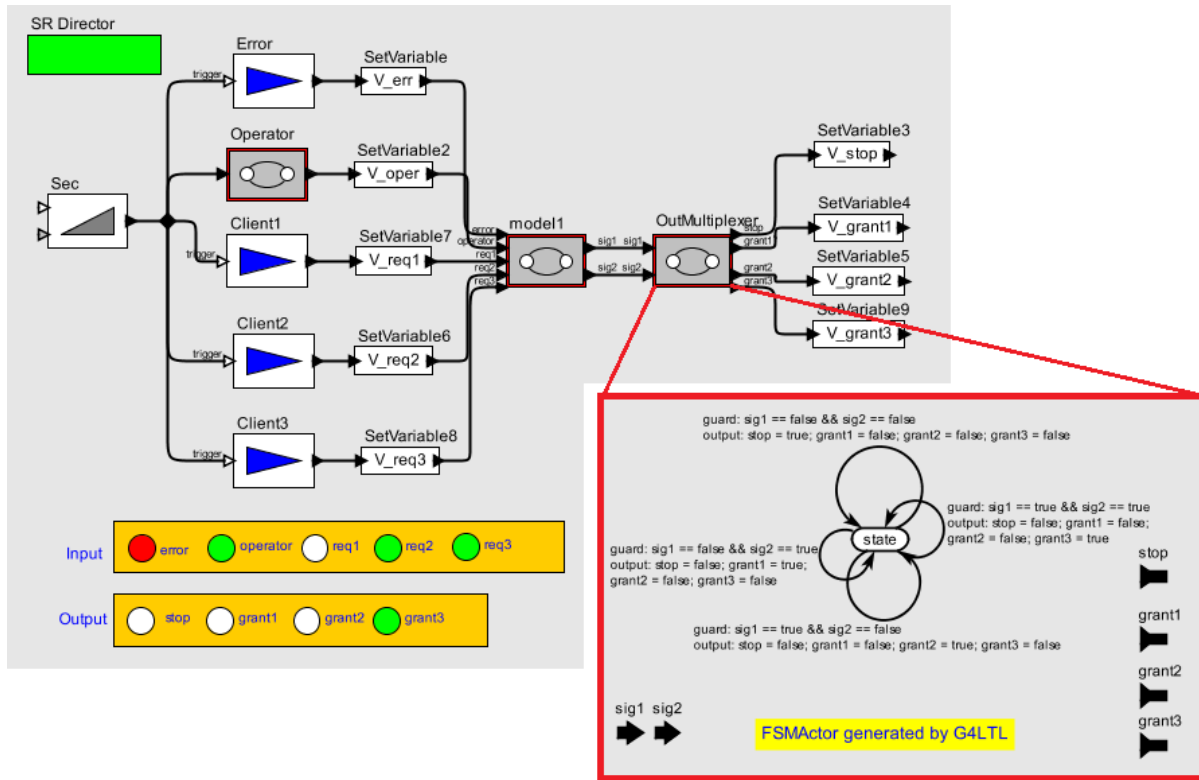 SR Director
Error
trigger
SetVariable
V_err
Operator
SetVariable2
V_oper
Sec
Client1
trigger
SetVariable7
V_req1
Client2
trigger
SetVariable6
V_req2
Client3
trigger
SetVariable8
V_req3
error
operator
req1
req2
req3
model1
sig1 sig1
sig2 sig2
OutMultiplexer
stop
grant1
grant2
grant3
SetVariable3
V_stop
SetVariable4
V_grant1
SetVariable5
V_grant2
SetVariable9
V_grant3
Input
error
operator
req1
req2
req3
Output
stop
grant1
grant2
grant3
guard: sig1 == false && sig2 == false
output: stop = true; grant1 = false; grant2 = false; grant3 = false
guard: sig1 == true && sig2 == true
output: stop = false; grant1 = false;
grant2 = false; grant3 = true
state
guard: sig1 == false && sig2 == true
output: stop = false; grant1 = true;
grant2 = false; grant3 = false
guard: sig1 == true && sig2 == false
output: stop = false; grant1 = false; grant2 = true; grant3 = false
stop
grant1
grant2
grant3
sig1 sig2
FSMActor generated by G4LTL